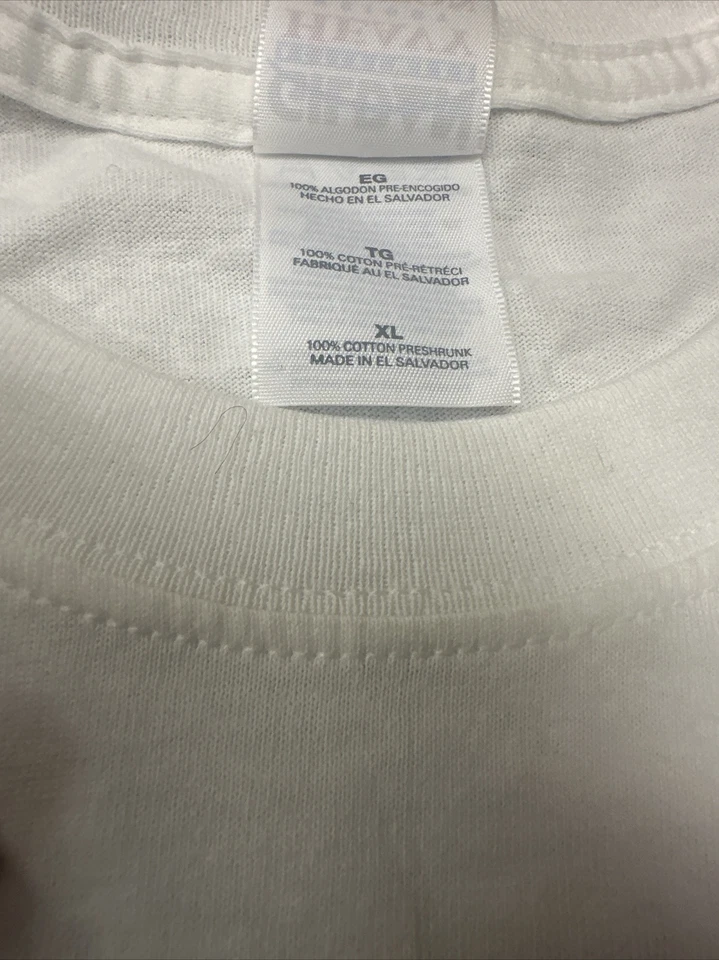 HEAVY
EG
100% ALGODON PRE-ENCOGIDO
HECHO EN EL SALVADOR
TG
100% COTON PRÉ-RÉTRÉCI
FABRIQUÉ AU EL SALVADOR
XL
100% COTTON PRESHRUNK
MADE IN EL SALVADOR